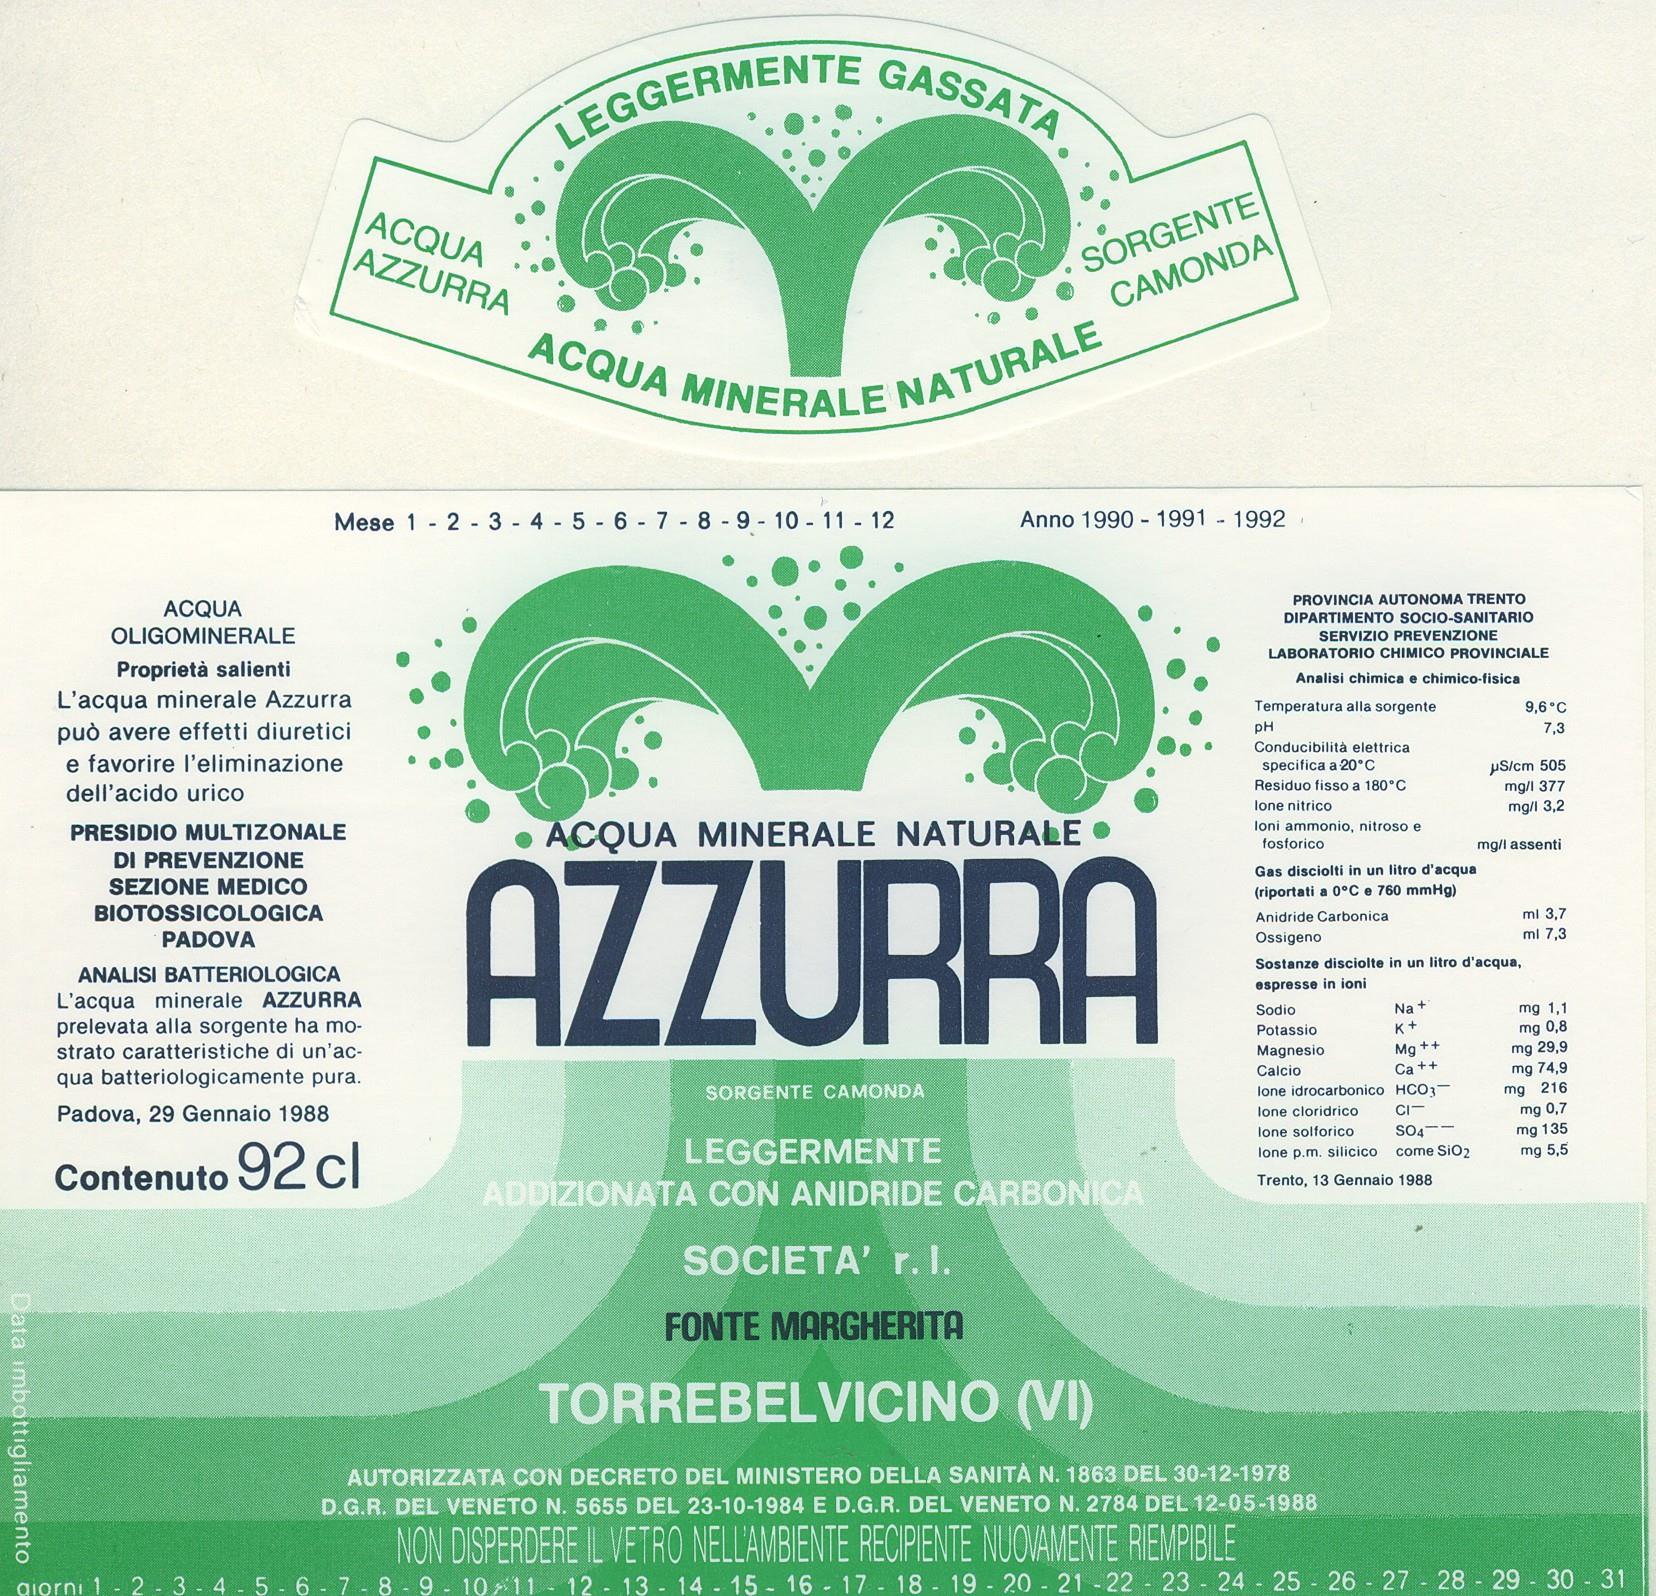 LEGGERMENTE GASSATA
ACQUA
AZZURRA
SORGENTE
CAMONDA
ACQUA MINERALE NATURALE
Mese 1 - 2 - 3 - 4 - 5 - 6 - 7 - 8 - 9 - 10 - 11 - 12
Anno 1990 - 1991 - 1992
ACQUA
OLIGOMINERALE
Proprietà salienti
L'acqua minerale Azzurra
può avere effetti diuretici
e favorire l'eliminazione
dell'acido urico
PRESIDIO MULTIZONALE
DI PREVENZIONE
SEZIONE MEDICO
BIOTOSSICOLOGICA
PADOVA
ANALISI BATTERIOLOGICA
L'acqua minerale AZZURRA
prelevata alla sorgente ha mo-
strato caratteristiche di un'ac-
qua batteriologicamente pura.
Padova, 29 Gennaio 1988
Contenuto 92 cl
ACQUA MINERALE NATURALE
AZZURRA
SORGENTE CAMONDA
LEGGERMENTE
ADDIZIONATA CON ANIDRIDE CARBONICA
SOCIETA' r. l.
FONTE MARGHERITA
TORREBELVICINO (VI)
PROVINCIA AUTONOMA TRENTO
DIPARTIMENTO SOCIO-SANITARIO
SERVIZIO PREVENZIONE
LABORATORIO CHIMICO PROVINCIALE
Analisi chimica e chimico-fisica
Temperatura alla sorgente 9,6°C
pH 7,3
Conducibilità elettrica
specifica a 20°C µS/cm 505
Residuo fisso a 180°C mg/l 377
Ione nitrico mg/l 3,2
Ioni ammonio, nitroso e
fosforico mg/l assenti
Gas disciolti in un litro d'acqua
(riportati a 0°C e 760 mmHg)
Anidride Carbonica ml 3,7
Ossigeno ml 7,3
Sostanze disciolte in un litro d'acqua,
espresse in ioni
Sodio Na+ mg 1,1
Potassio K+ mg 0,8
Magnesio Mg++ mg 29,9
Calcio Ca++ mg 74,9
Ione idrocarbonico HCO3— mg 216
Ione cloridrico Cl— mg 0,7
Ione solforico SO4—— mg 135
Ione p.m. silicico come SiO2 mg 5,5
Trento, 13 Gennaio 1988
AUTORIZZATA CON DECRETO DEL MINISTERO DELLA SANITÀ N. 1863 DEL 30-12-1978
D.G.R. DEL VENETO N. 5655 DEL 23-10-1984 E D.G.R. DEL VENETO N. 2784 DEL 12-05-1988
NON DISPERDERE IL VETRO NELL'AMBIENTE RECIPIENTE NUOVAMENTE RIEMPIBILE
Data imbottigliamento
giorni 1 - 2 - 3 - 4 - 5 - 6 - 7 - 8 - 9 - 10 - 11 - 12 - 13 - 14 - 15 - 16 - 17 - 18 - 19 - 20 - 21 - 22 - 23 - 24 - 25 - 26 - 27 - 28 - 29 - 30 - 31